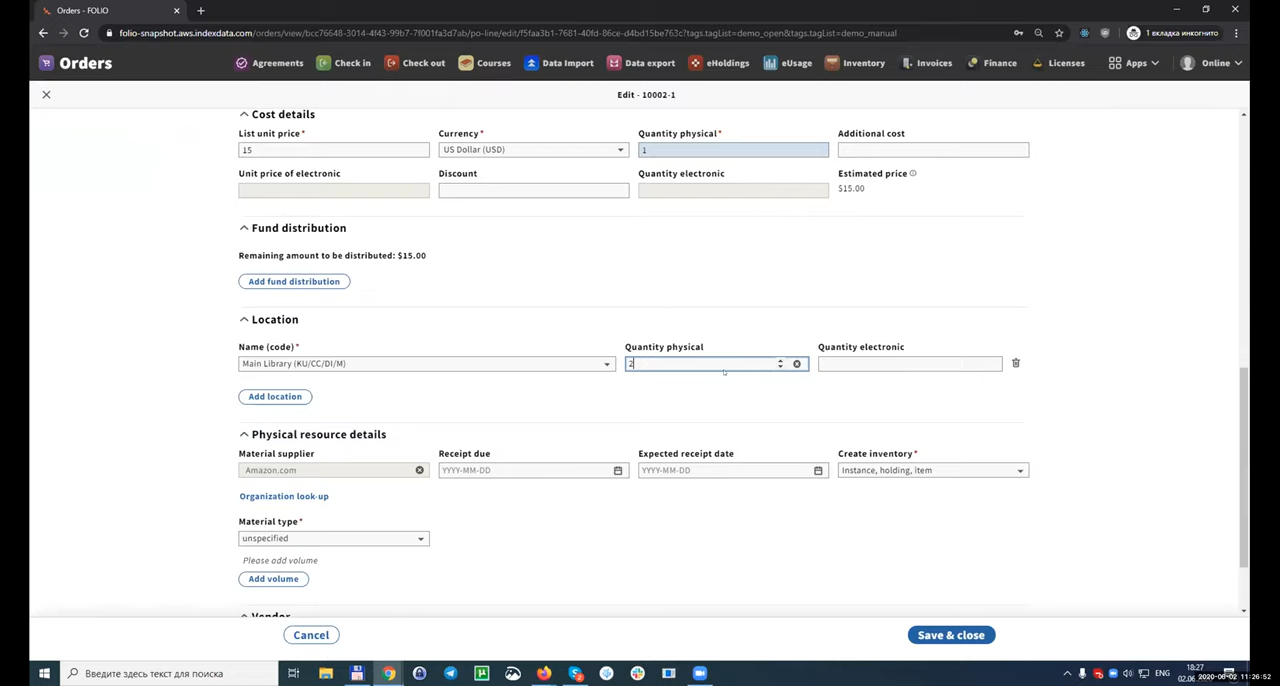 Orders - FOLIO
folio-snapshot.aws.indexdata.com/orders/view/bcc76648-3014-4f43-99b7-7f001fa3d7ab/po-line/edit/f5faa3b1-7681-40fd-86ce-d4bd15be763c?tags.tagList=demo_open&tags.tagList=demo_manual
1 вкладка инкогнито
Orders Agreements Check in Check out Courses Data Import Data export eHoldings eUsage Inventory Invoices Finance Licenses Apps Online
Edit - 10002-1
Cost details
List unit price* Currency* Quantity physical* Additional cost
15 US Dollar (USD) 1
Unit price of electronic Discount Quantity electronic Estimated price
$15.00
Fund distribution
Remaining amount to be distributed: $15.00
Add fund distribution
Location
Name (code)* Quantity physical Quantity electronic
Main Library (KU/CC/DI/M) 2
Add location
Physical resource details
Material supplier Receipt due Expected receipt date Create inventory*
Amazon.com YYYY-MM-DD YYYY-MM-DD Instance, holding, item
Organization look-up
Material type*
unspecified
Please add volume
Add volume
Vendor
Cancel Save & close
Введите здесь текст для поиска
ENG
18:27
02.06
2020-06-02 11:26:52